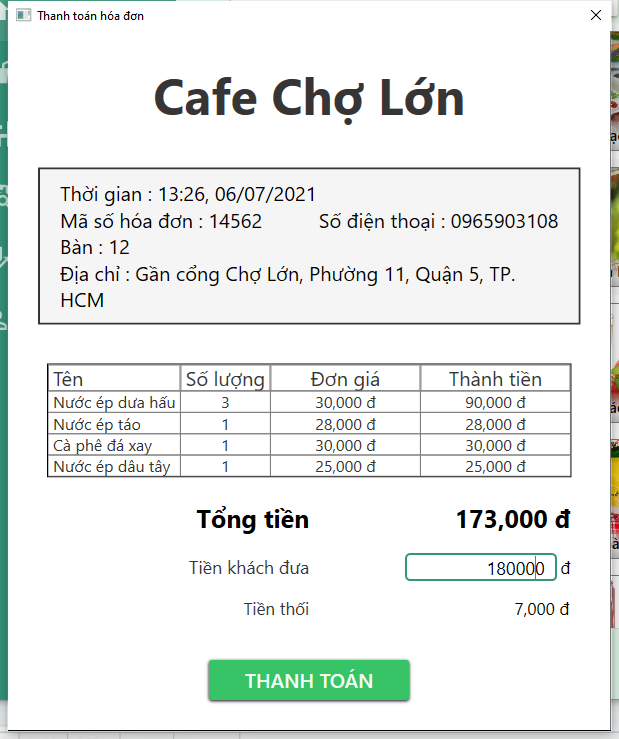 Thanh toán hóa đơn
Cafe Chợ Lớn
Thời gian : 13:26, 06/07/2021
Mã số hóa đơn : 14562 Số điện thoại : 0965903108
Bàn : 12
Địa chỉ : Gần cổng Chợ Lớn, Phường 11, Quận 5, TP.
HCM
Tên Số lượng Đơn giá Thành tiền
Nước ép dưa hấu 3 30,000 đ 90,000 đ
Nước ép táo 1 28,000 đ 28,000 đ
Cà phê đá xay 1 30,000 đ 30,000 đ
Nước ép dâu tây 1 25,000 đ 25,000 đ
Tổng tiền 173,000 đ
Tiền khách đưa 180000 đ
Tiền thối 7,000 đ
THANH TOÁN